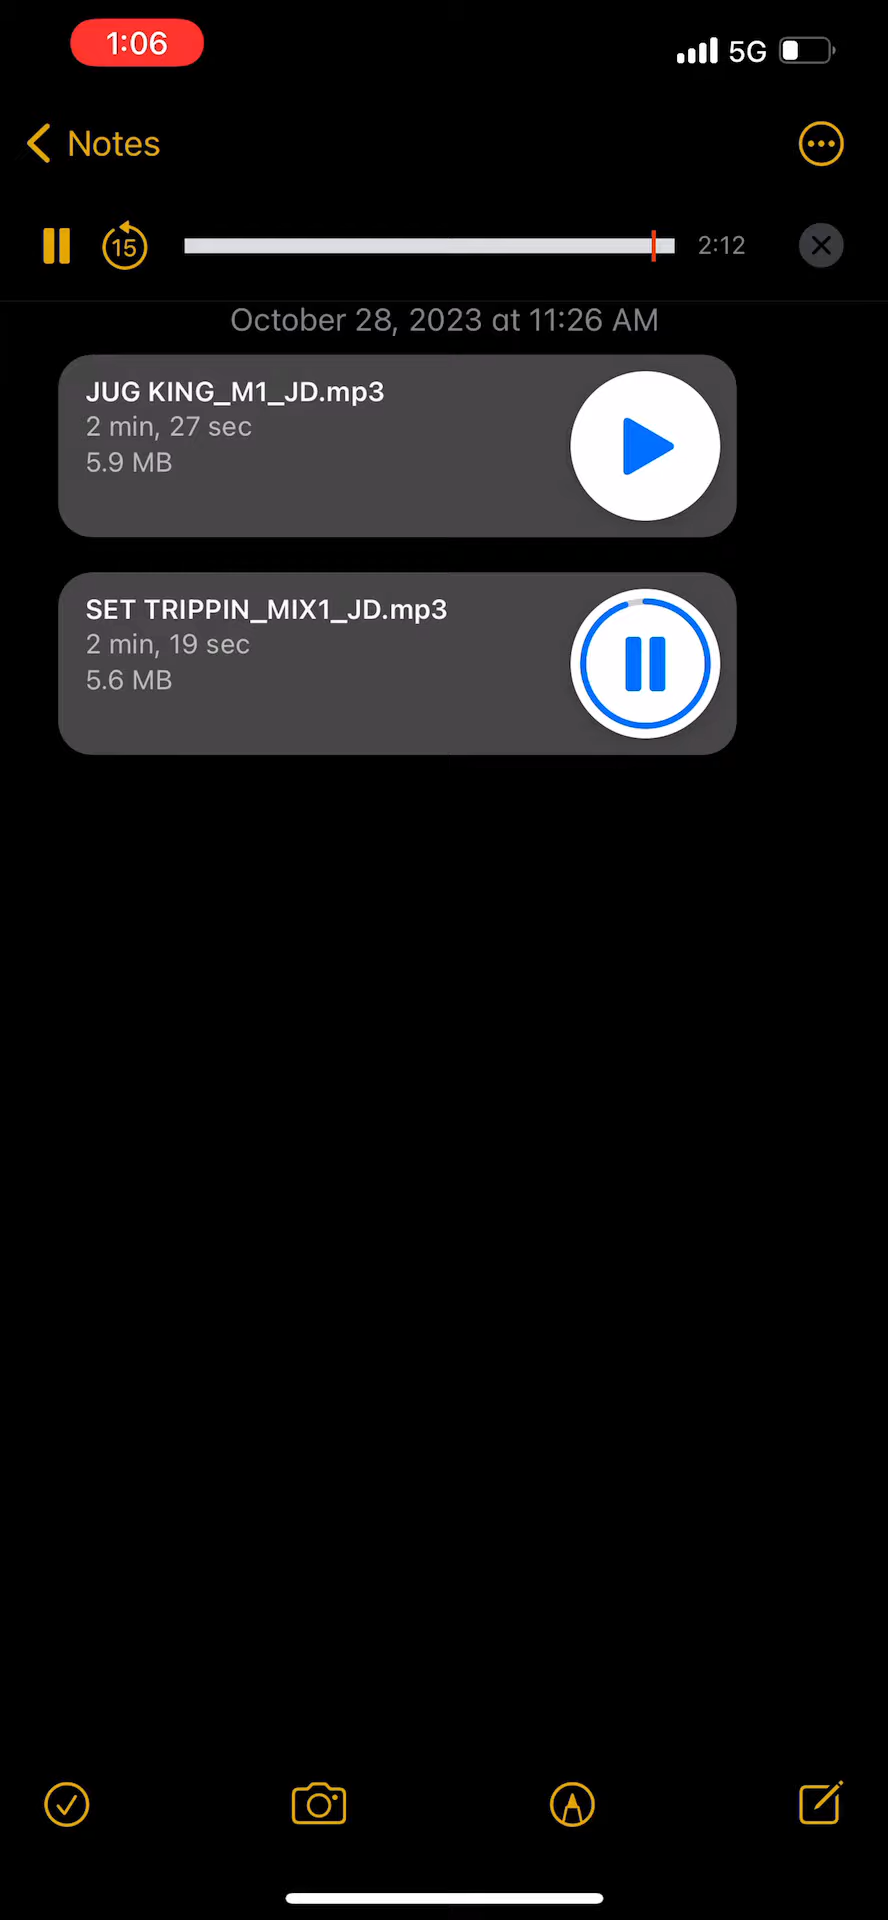 1:06
5G
Notes
15
2:12
October 28, 2023 at 11:26 AM
JUG KING_M1_JD.mp3
2 min, 27 sec
5.9 MB
SET TRIPPIN_MIX1_JD.mp3
2 min, 19 sec
5.6 MB